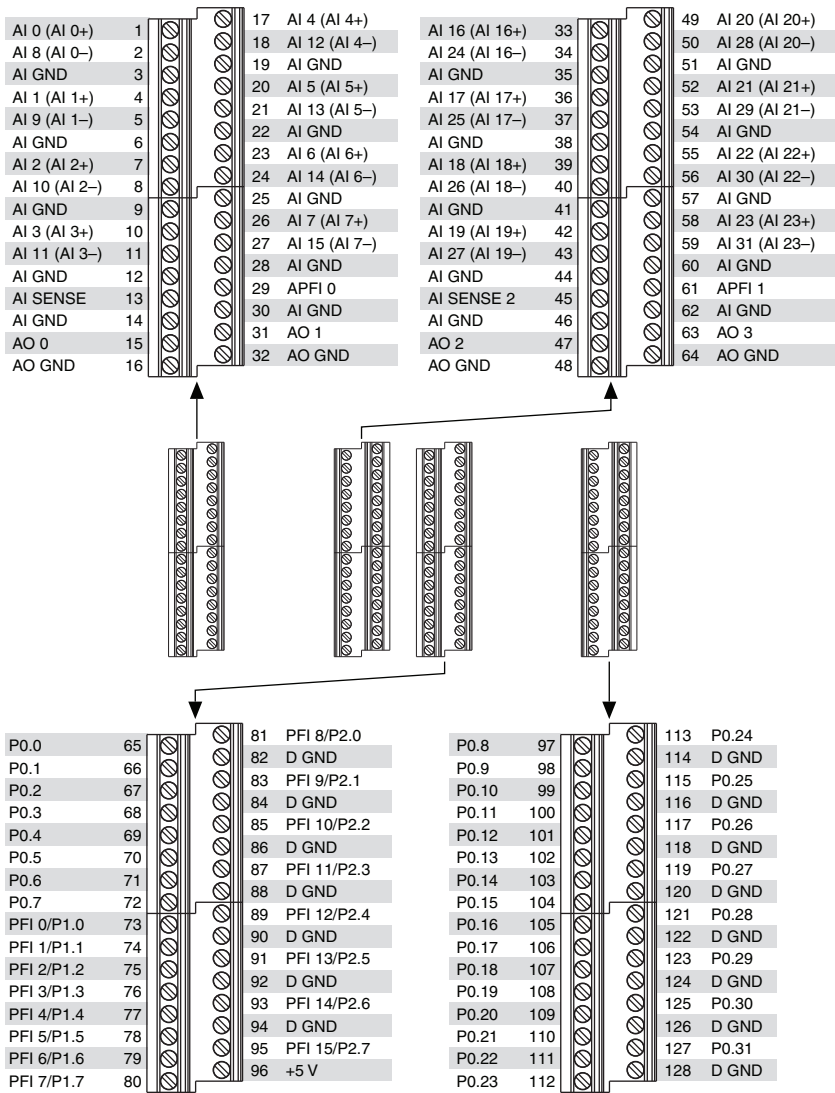 AI 0 (AI 0+) 1
AI 8 (AI 0–) 2
AI GND 3
AI 1 (AI 1+) 4
AI 9 (AI 1–) 5
AI GND 6
AI 2 (AI 2+) 7
AI 10 (AI 2–) 8
AI GND 9
AI 3 (AI 3+) 10
AI 11 (AI 3–) 11
AI GND 12
AI SENSE 13
AI GND 14
AO 0 15
AO GND 16
17 AI 4 (AI 4+)
18 AI 12 (AI 4–)
19 AI GND
20 AI 5 (AI 5+)
21 AI 13 (AI 5–)
22 AI GND
23 AI 6 (AI 6+)
24 AI 14 (AI 6–)
25 AI GND
26 AI 7 (AI 7+)
27 AI 15 (AI 7–)
28 AI GND
29 APFI 0
30 AI GND
31 AO 1
32 AO GND
AI 16 (AI 16+) 33
AI 24 (AI 16–) 34
AI GND 35
AI 17 (AI 17+) 36
AI 25 (AI 17–) 37
AI GND 38
AI 18 (AI 18+) 39
AI 26 (AI 18–) 40
AI GND 41
AI 19 (AI 19+) 42
AI 27 (AI 19–) 43
AI GND 44
AI SENSE 2 45
AI GND 46
AO 2 47
AO GND 48
49 AI 20 (AI 20+)
50 AI 28 (AI 20–)
51 AI GND
52 AI 21 (AI 21+)
53 AI 29 (AI 21–)
54 AI GND
55 AI 22 (AI 22+)
56 AI 30 (AI 22–)
57 AI GND
58 AI 23 (AI 23+)
59 AI 31 (AI 23–)
60 AI GND
61 APFI 1
62 AI GND
63 AO 3
64 AO GND
P0.0 65
P0.1 66
P0.2 67
P0.3 68
P0.4 69
P0.5 70
P0.6 71
P0.7 72
PFI 0/P1.0 73
PFI 1/P1.1 74
PFI 2/P1.2 75
PFI 3/P1.3 76
PFI 4/P1.4 77
PFI 5/P1.5 78
PFI 6/P1.6 79
PFI 7/P1.7 80
81 PFI 8/P2.0
82 D GND
83 PFI 9/P2.1
84 D GND
85 PFI 10/P2.2
86 D GND
87 PFI 11/P2.3
88 D GND
89 PFI 12/P2.4
90 D GND
91 PFI 13/P2.5
92 D GND
93 PFI 14/P2.6
94 D GND
95 PFI 15/P2.7
96 +5 V
P0.8 97
P0.9 98
P0.10 99
P0.11 100
P0.12 101
P0.13 102
P0.14 103
P0.15 104
P0.16 105
P0.17 106
P0.18 107
P0.19 108
P0.20 109
P0.21 110
P0.22 111
P0.23 112
113 P0.24
114 D GND
115 P0.25
116 D GND
117 P0.26
118 D GND
119 P0.27
120 D GND
121 P0.28
122 D GND
123 P0.29
124 D GND
125 P0.30
126 D GND
127 P0.31
128 D GND